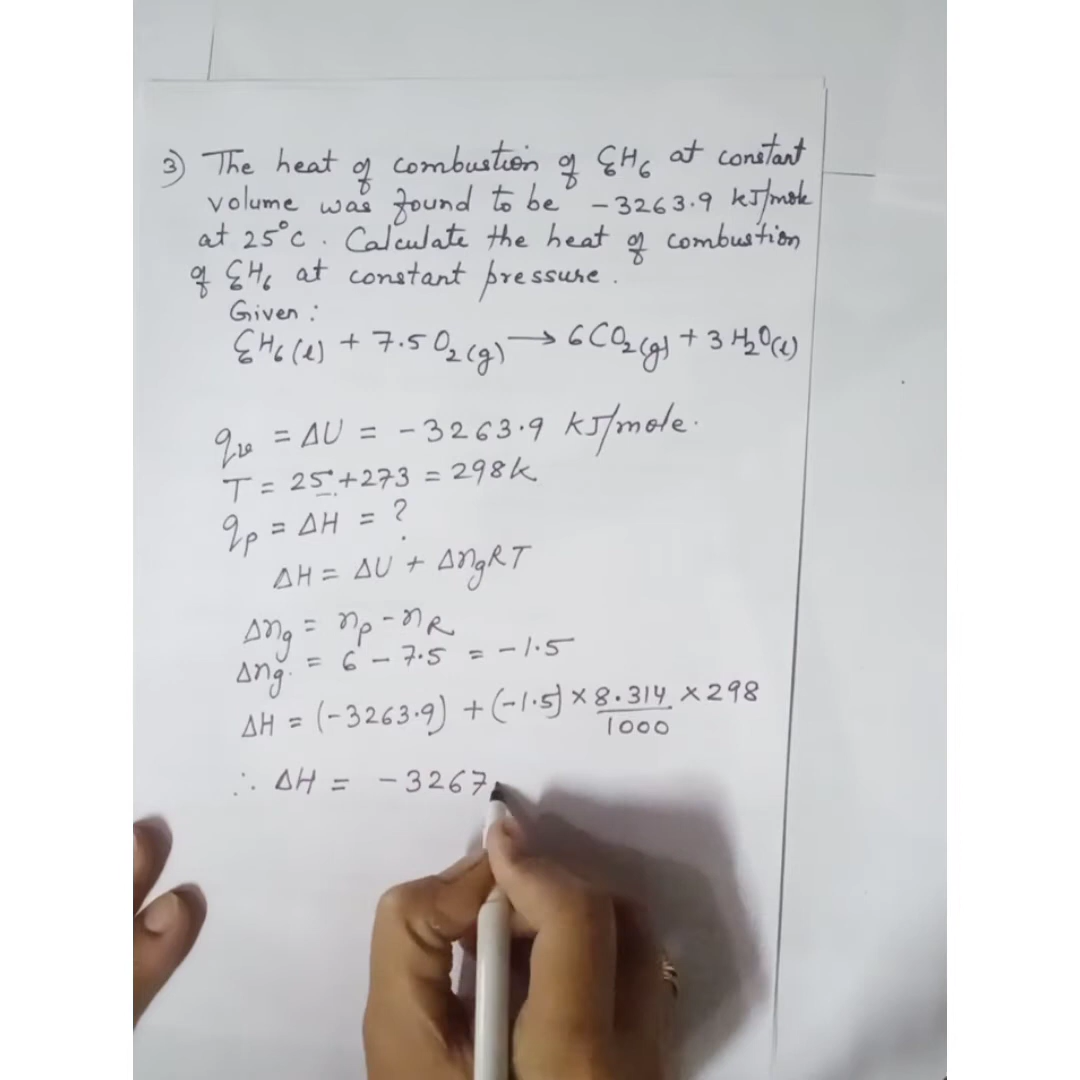 3) The heat of combustion of C6H6 at constant
volume was found to be -3263.9 kJ/mole
at 25°c. Calculate the heat of combustion
of C6H6 at constant pressure.
Given :
C6H6(l) + 7.5 O2(g) → 6CO2(g) + 3H2O(l)
qv = ΔU = -3263.9 kJ/mole.
T = 25 + 273 = 298k
qp = ΔH = ?
ΔH = ΔU + ΔngRT
Δng = np - nR
Δng. = 6 - 7.5 = -1.5
ΔH = (-3263.9) + (-1.5) × 8.314/1000 × 298
∴ ΔH = -3267.